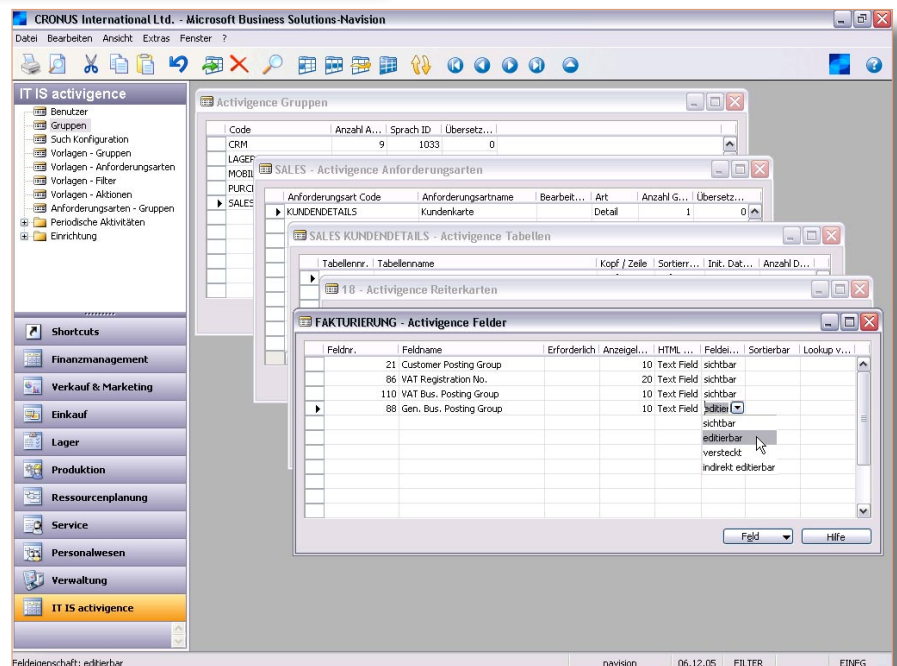 CRONUS International Ltd. - Microsoft Business Solutions-Navision
Datei Bearbeiten Ansicht Extras Fenster ?
IT IS activigence
Benutzer
Gruppen
Such Konfiguration
Vorlagen - Gruppen
Vorlagen - Anforderungsarten
Vorlagen - Filter
Vorlagen - Aktionen
Anforderungsarten - Gruppen
Periodische Aktivitäten
Einrichtung
Shortcuts
Finanzmanagement
Verkauf & Marketing
Einkauf
Lager
Produktion
Ressourcenplanung
Service
Personalwesen
Verwaltung
IT IS activigence
Activigence Gruppen
Code Anzahl A... Sprach ID Übersetz...
CRM 9 1033 0
LAGER
MOBIL
PURCI
SALES
SALES - Activigence Anforderungsarten
Anforderungsart Code Anforderungsartname Bearbeit... Art Anzahl G... Übersetz...
KUNDENDETAILS Kundenkarte Detail 1 0
SALES KUNDENDETAILS - Activigence Tabellen
Tabellennr. Tabellenname Kopf / Zeile Sortierr... Init. Dat... Anzahl D...
18 - Activigence Reiterkarten
FAKTURIERUNG - Activigence Felder
Feldnr. Feldname Erforderlich Anzeigel... HTML ... Feldei... Sortierbar Lookup v...
21 Customer Posting Group 10 Text Field sichtbar
86 VAT Registration No. 20 Text Field sichtbar
110 VAT Bus. Posting Group 10 Text Field sichtbar
88 Gen. Bus. Posting Group 10 Text Field editier
sichtbar
editierbar
versteckt
indirekt editierbar
Feld Hilfe
Feldeigenschaft: editierbar navision 06.12.05 FILTER EINFG